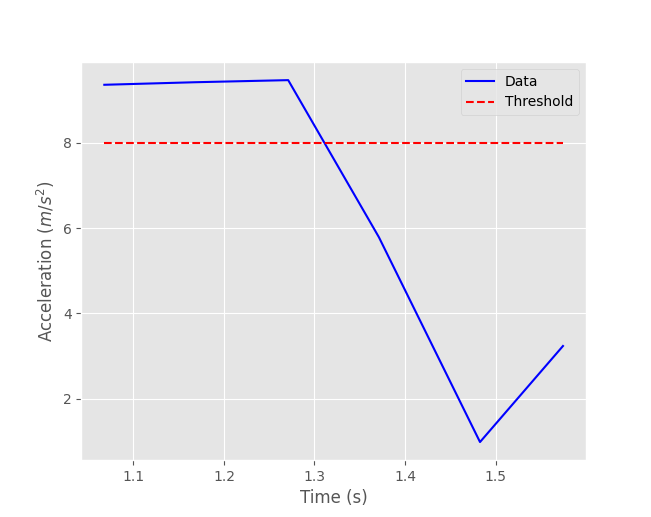 Data
Threshold
8
6
4
2
Acceleration (m/s²)
1.1 1.2 1.3 1.4 1.5
Time (s)